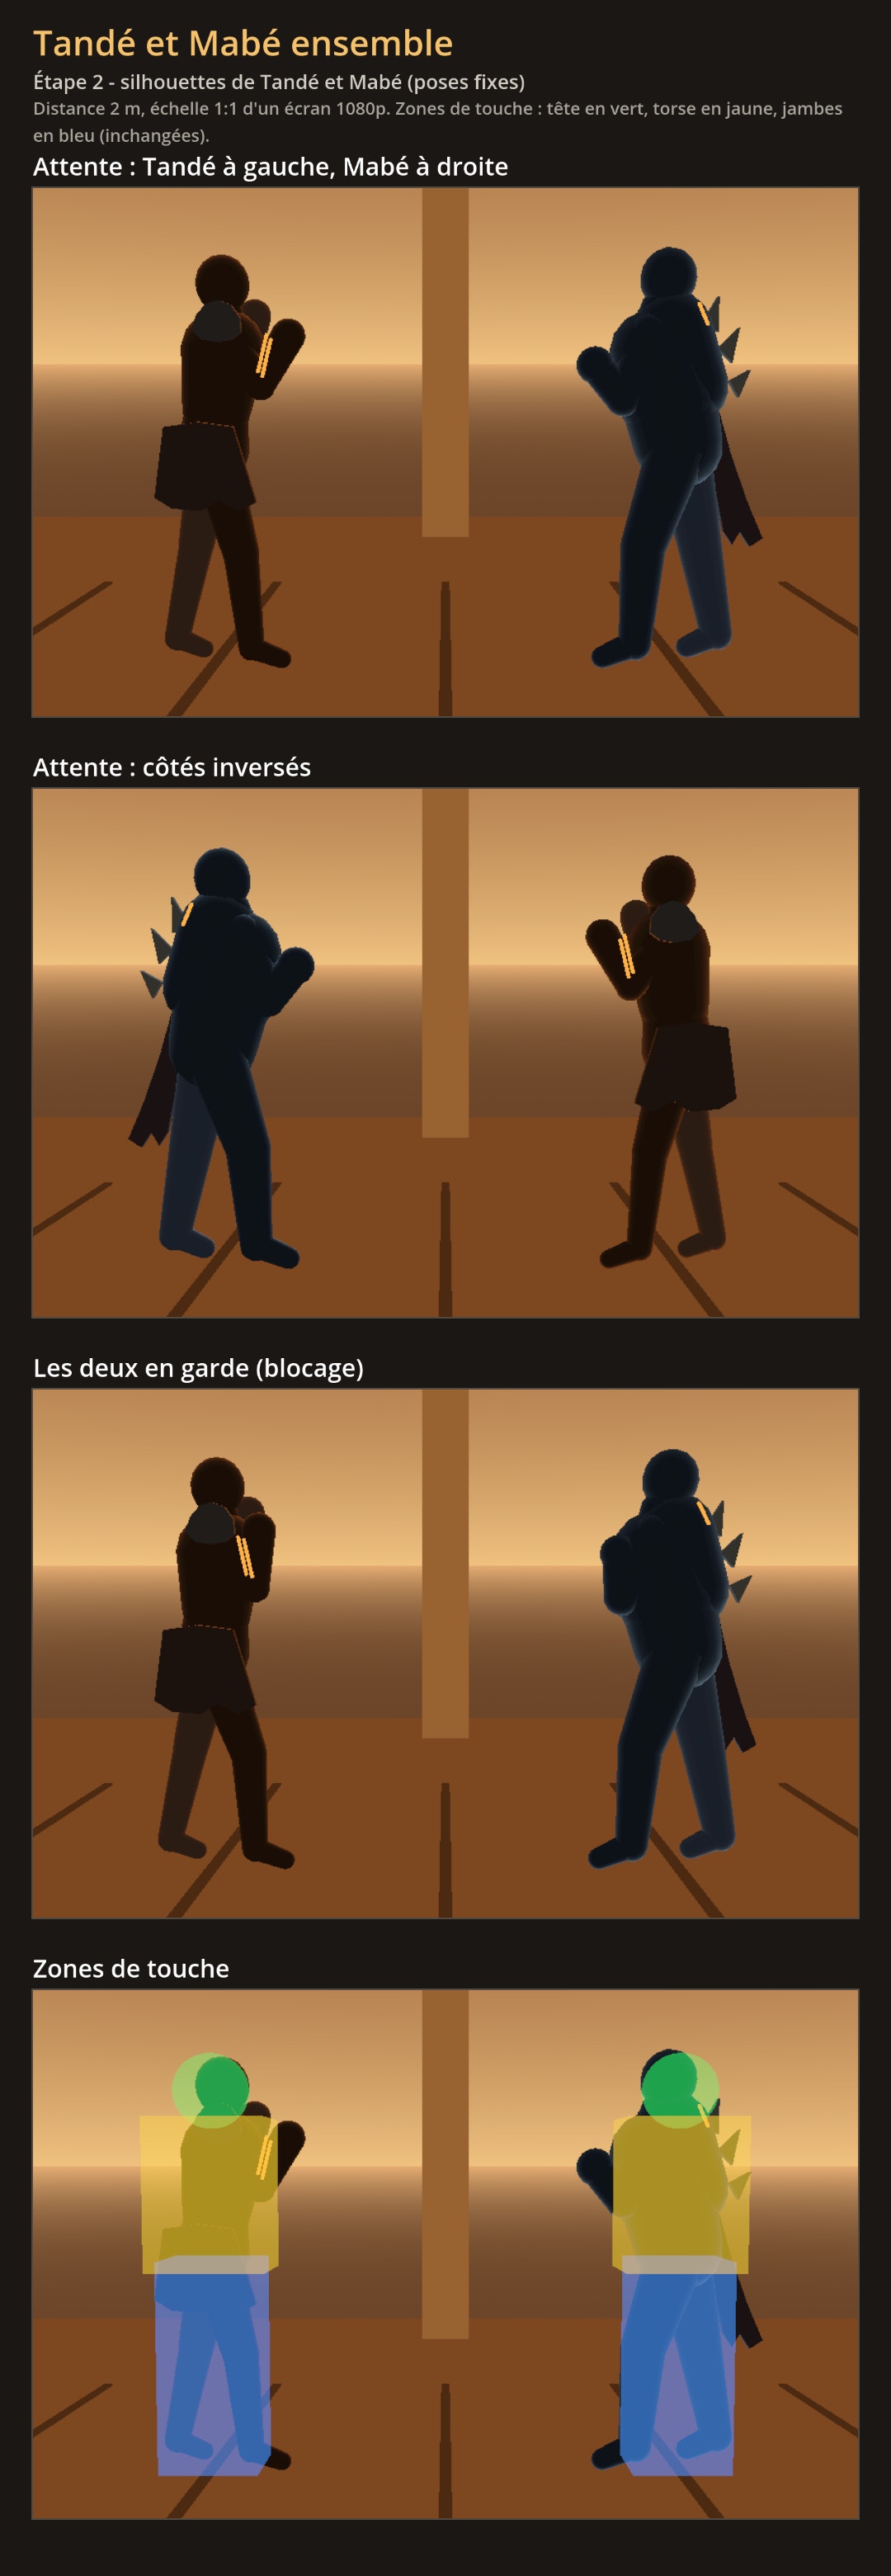 Tandé et Mabé ensemble
Étape 2 - silhouettes de Tandé et Mabé (poses fixes)
Distance 2 m, échelle 1:1 d'un écran 1080p. Zones de touche : tête en vert, torse en jaune, jambes
en bleu (inchangées).
Attente : Tandé à gauche, Mabé à droite
Attente : côtés inversés
Les deux en garde (blocage)
Zones de touche